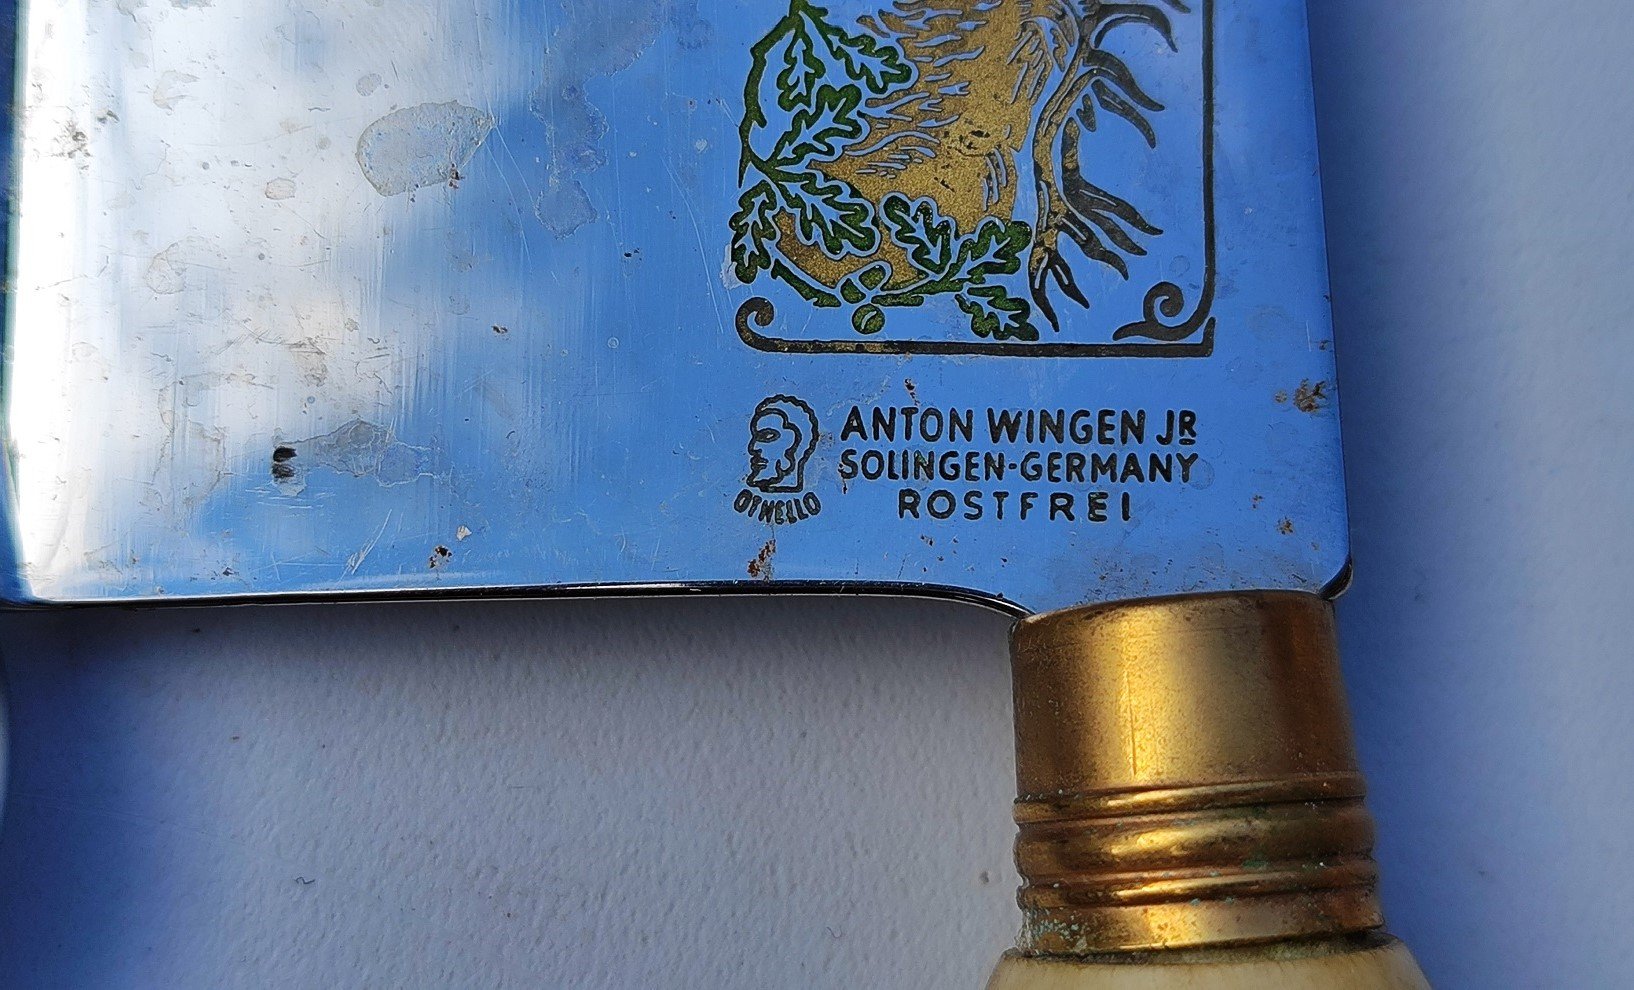 ANTON WINGEN JR
SOLINGEN-GERMANY
ROSTFREI
OTHELLO